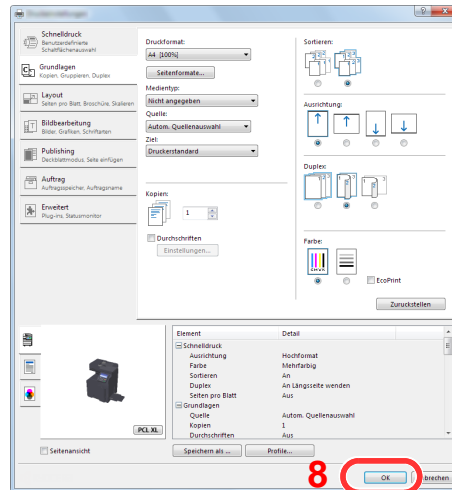 Schnelldruck
Benutzerdefinierte
Schaltflächenauswahl
Grundlagen
Kopien, Gruppieren, Duplex
Layout
Seiten pro Blatt, Broschüre, Skalieren
Bildbearbeitung
Bilder, Grafiken, Schriftarten
Publishing
Deckblattmodus, Seite einfügen
Auftrag
Auftragsspeicher, Auftragsname
Erweitert
Plug-ins, Statusmonitor
Druckformat:
A4 [100%]
Seitenformate...
Medientyp:
Nicht angegeben
Quelle:
Autom. Quellenauswahl
Ziel:
Druckerstandard
Kopien:
1
Durchschriften
Einstellungen...
Sortieren:
Ausrichtung:
Duplex:
Farbe:
CMYK
EcoPrint
Zuruckstellen
PCL XL
Seitenansicht
Element Detail
Schnelldruck
Ausrichtung Hochformat
Farbe Mehrfarbig
Sortieren An
Duplex An Längsseite wenden
Seiten pro Blatt Aus
Grundlagen
Quelle Autom. Quellenauswahl
Kopien 1
Durchschriften Aus
Speichern als ... Profile...
8 OK brechen